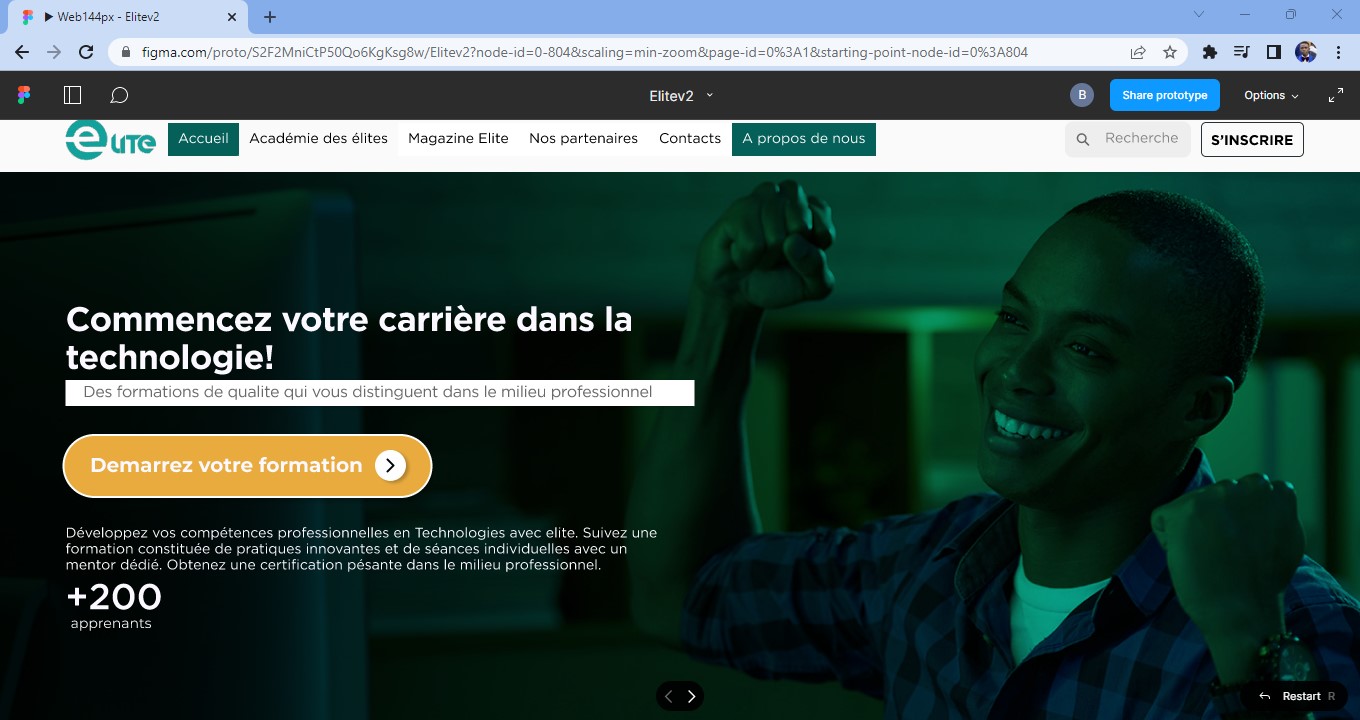 Web144px - Elitev2
figma.com/proto/S2F2MniCtP50Qo6KgKsg8w/Elitev2?node-id=0-804&scaling=min-zoom&page-id=0%3A1&starting-point-node-id=0%3A804
Elitev2
B
Share prototype
Options
eLITE
Accueil
Académie des élites
Magazine Elite
Nos partenaires
Contacts
A propos de nous
Recherche
S'INSCRIRE
Commencez votre carrière dans la
technologie!
Des formations de qualite qui vous distinguent dans le milieu professionnel
Demarrez votre formation
Développez vos compétences professionnelles en Technologies avec elite. Suivez une
formation constituée de pratiques innovantes et de séances individuelles avec un
mentor dédié. Obtenez une certification pésante dans le milieu professionnel.
+200
apprenants
Restart R